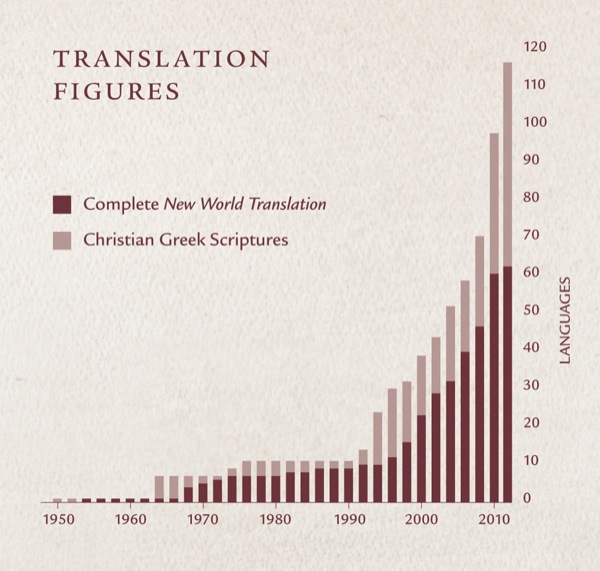 TRANSLATION
FIGURES
Complete New World Translation
Christian Greek Scriptures
120
110
100
90
80
70
60
50
40
30
20
10
0
LANGUAGES
1950 1960 1970 1980 1990 2000 2010